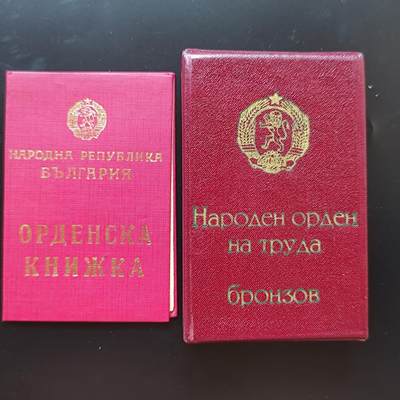 НАРОДНА РЕПУБЛИКА
БЪЛГАРИЯ
ОРДЕНСКА
КНИЖКА
Народен орден
на труда
бронзов